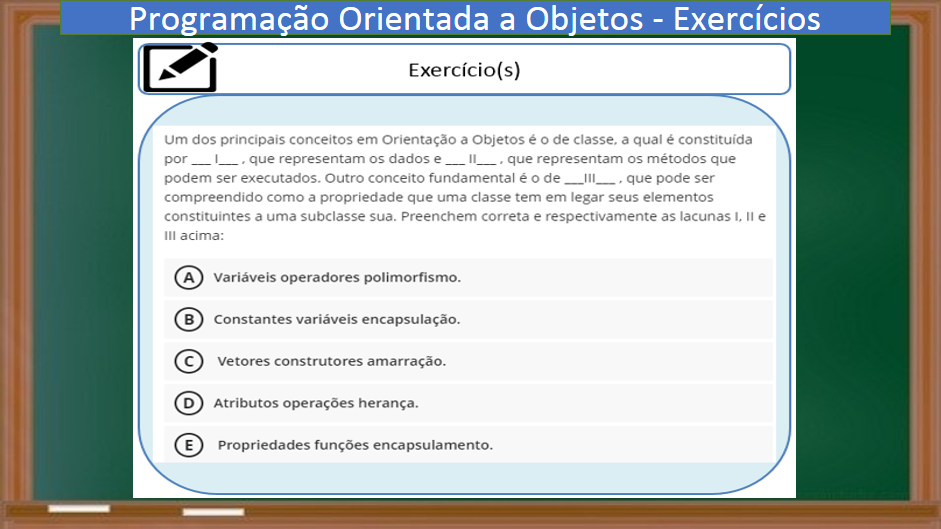 Programação Orientada a Objetos - Exercícios
Exercício(s)
Um dos principais conceitos em Orientação a Objetos é o de classe, a qual é constituída
por ___ I___ , que representam os dados e ___ II___ , que representam os métodos que
podem ser executados. Outro conceito fundamental é o de ___III___ , que pode ser
compreendido como a propriedade que uma classe tem em legar seus elementos
constituintes a uma subclasse sua. Preenchem correta e respectivamente as lacunas I, II e
III acima:
A Variáveis operadores polimorfismo.
B Constantes variáveis encapsulação.
C Vetores construtores amarração.
D Atributos operações herança.
E Propriedades funções encapsulamento.